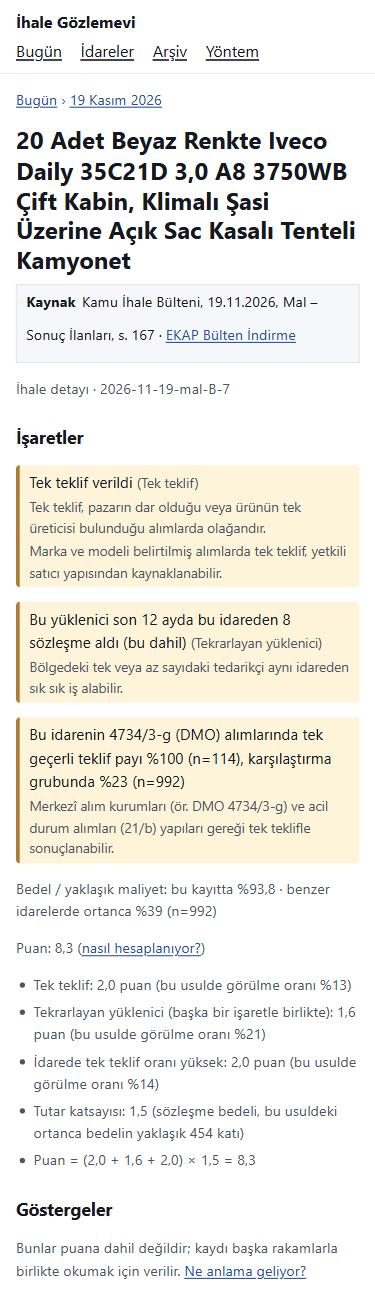 İhale Gözlemevi
Bugün İdareler Arşiv Yöntem
Bugün › 19 Kasım 2026
20 Adet Beyaz Renkte Iveco
Daily 35C21D 3,0 A8 3750WB
Çift Kabin, Klimalı Şasi
Üzerine Açık Sac Kasalı Tenteli
Kamyonet
Kaynak Kamu İhale Bülteni, 19.11.2026, Mal –
Sonuç İlanları, s. 167 · EKAP Bülten İndirme
İhale detayı · 2026-11-19-mal-B-7
İşaretler
Tek teklif verildi (Tek teklif)
Tek teklif, pazarın dar olduğu veya ürünün tek
üreticisi bulunduğu alımlarda olağandır.
Marka ve modeli belirtilmiş alımlarda tek teklif, yetkili
satıcı yapısından kaynaklanabilir.
Bu yüklenici son 12 ayda bu idareden 8
sözleşme aldı (bu dahil) (Tekrarlayan yüklenici)
Bölgedeki tek veya az sayıdaki tedarikçi aynı idareden
sık sık iş alabilir.
Bu idarenin 4734/3-g (DMO) alımlarında tek
geçerli teklif payı %100 (n=114), karşılaştırma
grubunda %23 (n=992)
Merkezî alım kurumları (ör. DMO 4734/3-g) ve acil
durum alımları (21/b) yapıları gereği tek teklifle
sonuçlanabilir.
Bedel / yaklaşık maliyet: bu kayıtta %93,8 · benzer
idarelerde ortanca %39 (n=992)
Puan: 8,3 (nasıl hesaplanıyor?)
• Tek teklif: 2,0 puan (bu usulde görülme oranı %13)
• Tekrarlayan yüklenici (başka bir işaretle birlikte): 1,6
puan (bu usulde görülme oranı %21)
• İdarede tek teklif oranı yüksek: 2,0 puan (bu usulde
görülme oranı %14)
• Tutar katsayısı: 1,5 (sözleşme bedeli, bu usuldeki
ortanca bedelin yaklaşık 454 katı)
• Puan = (2,0 + 1,6 + 2,0) × 1,5 = 8,3
Göstergeler
Bunlar puana dahil değildir; kaydı başka rakamlarla
birlikte okumak için verilir. Ne anlama geliyor?